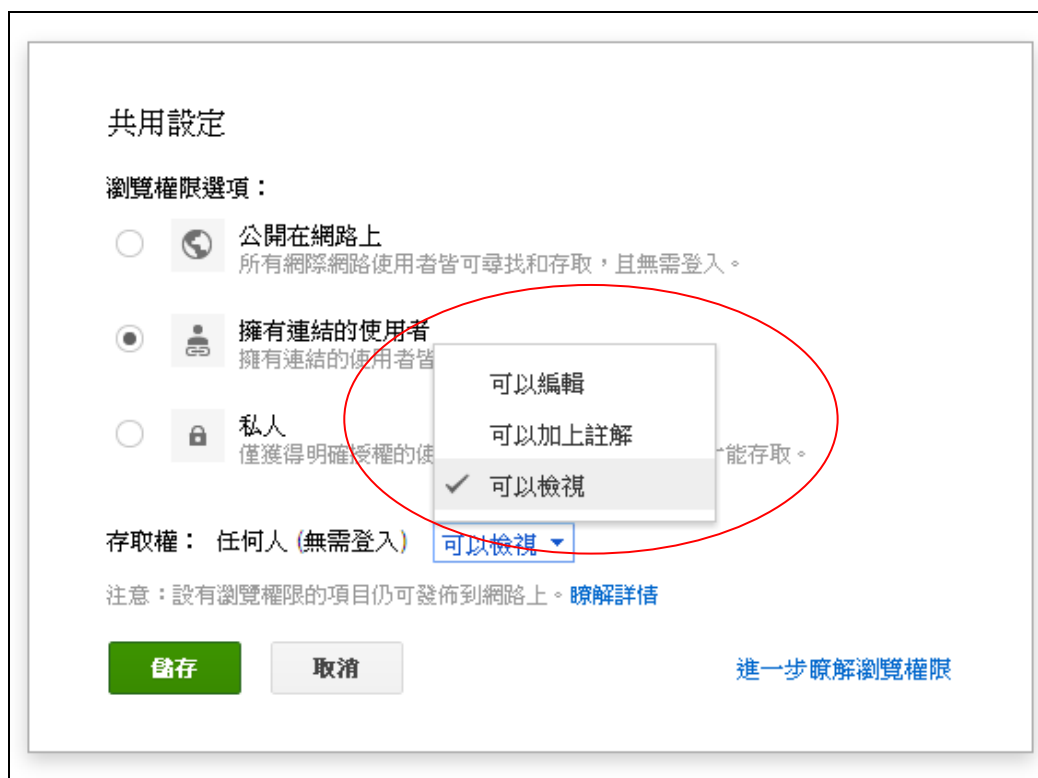 共用設定
瀏覽權限選項：
公開在網路上
所有網際網路使用者皆可尋找和存取，且無需登入。
擁有連結的使用者
擁有連結的使用者皆
可以編輯
可以加上註解
可以檢視
私人
僅獲得明確授權的使
能存取。
存取權： 任何人 (無需登入) 可以檢視
注意：設有瀏覽權限的項目仍可發佈到網路上。瞭解詳情
儲存 取消 進一步瞭解瀏覽權限